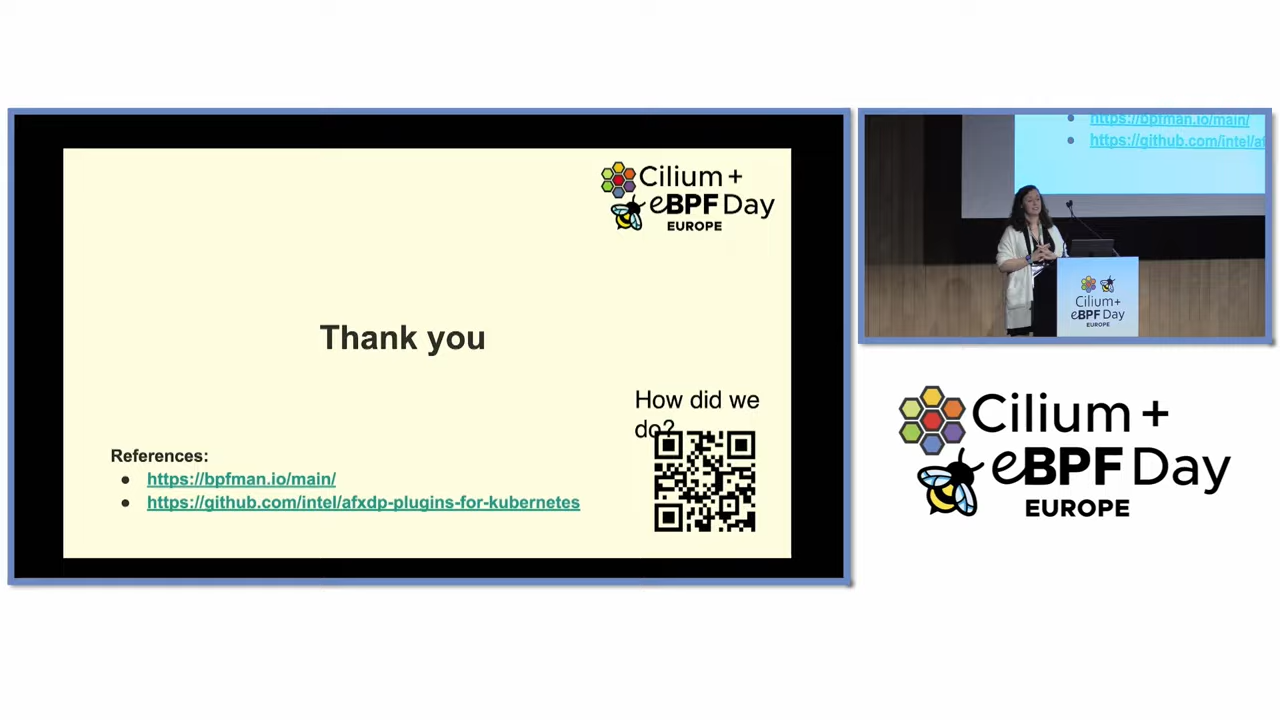 Cilium +
eBPF Day
EUROPE
Thank you
How did we
do?
References:
● https://bpfman.io/main/
● https://github.com/intel/afxdp-plugins-for-kubernetes
● https://bpfman.io/main/
● https://github.com/intel/af
Cilium+
eBPF Day
EUROPE
Cilium +
eBPF Day
EUROPE